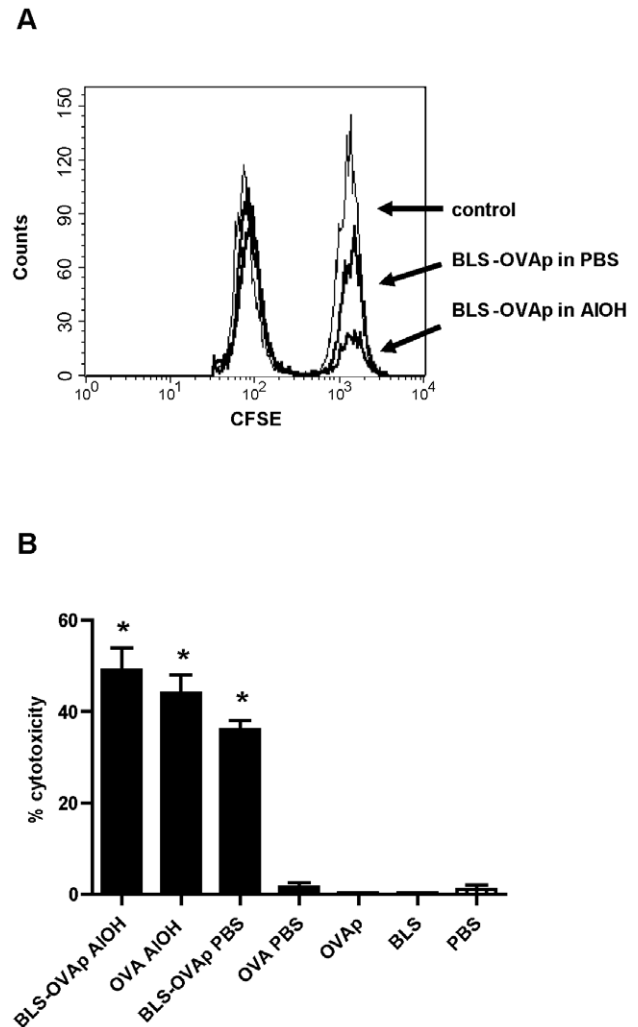 A
150
120
90
60
30
0
Counts
10^0 10^1 10^2 10^3 10^4
CFSE
control
BLS-OVAp in PBS
BLS-OVAp in AlOH
B
60
40
20
0
% cytotoxicity
* * *
BLS-OVAp AlOH
OVA AlOH
BLS-OVAp PBS
OVA PBS
OVAp
BLS
PBS